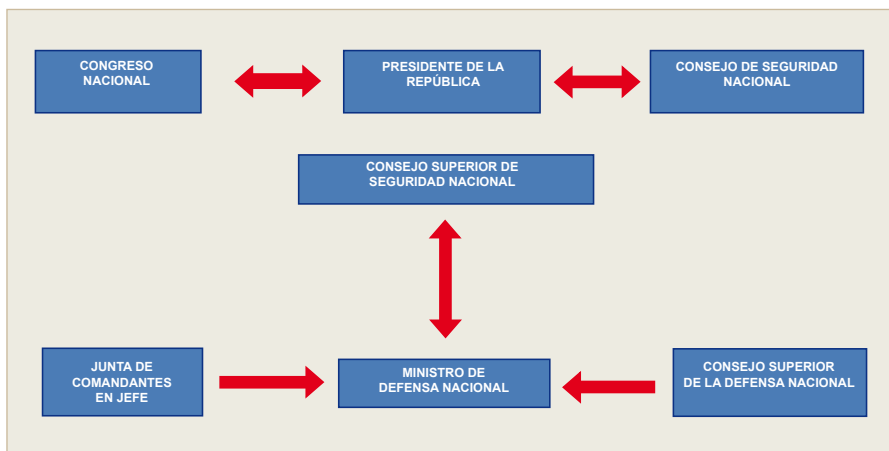 CONGRESO
NACIONAL
PRESIDENTE DE LA
REPÚBLICA
CONSEJO DE SEGURIDAD
NACIONAL
CONSEJO SUPERIOR DE
SEGURIDAD NACIONAL
JUNTA DE
COMANDANTES
EN JEFE
MINISTRO DE
DEFENSA NACIONAL
CONSEJO SUPERIOR
DE LA DEFENSA NACIONAL